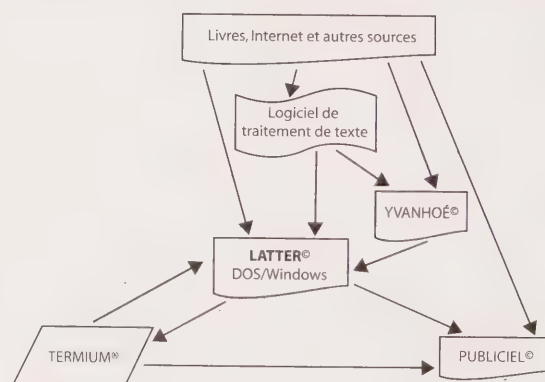 Livres, Internet et autres sources
Logiciel de
traitement de texte
YVANHOÉ©
LATTER©
DOS/Windows
TERMIUM®
PUBLICIEL©